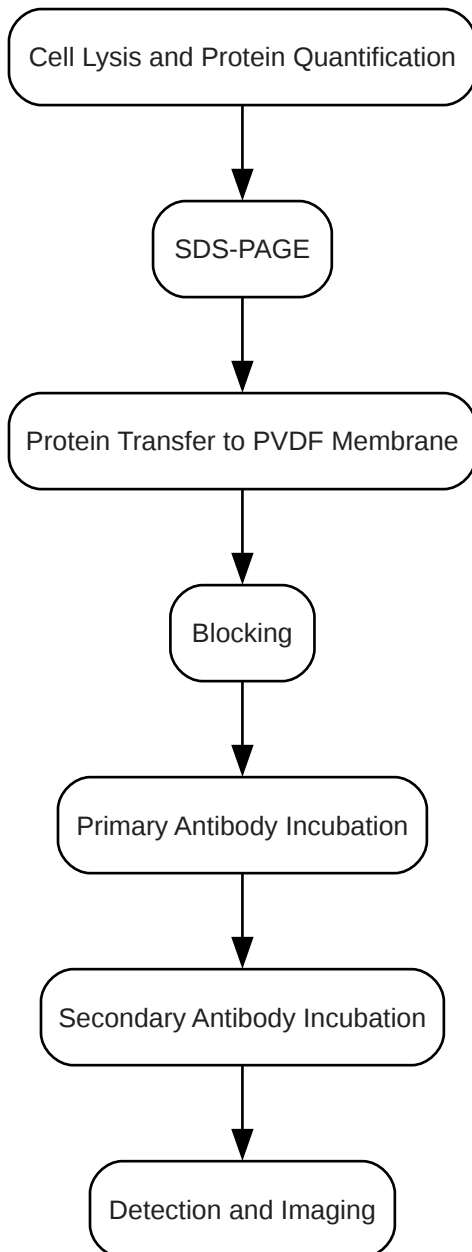 Cell Lysis and Protein Quantification
SDS-PAGE
Protein Transfer to PVDF Membrane
Blocking
Primary Antibody Incubation
Secondary Antibody Incubation
Detection and Imaging